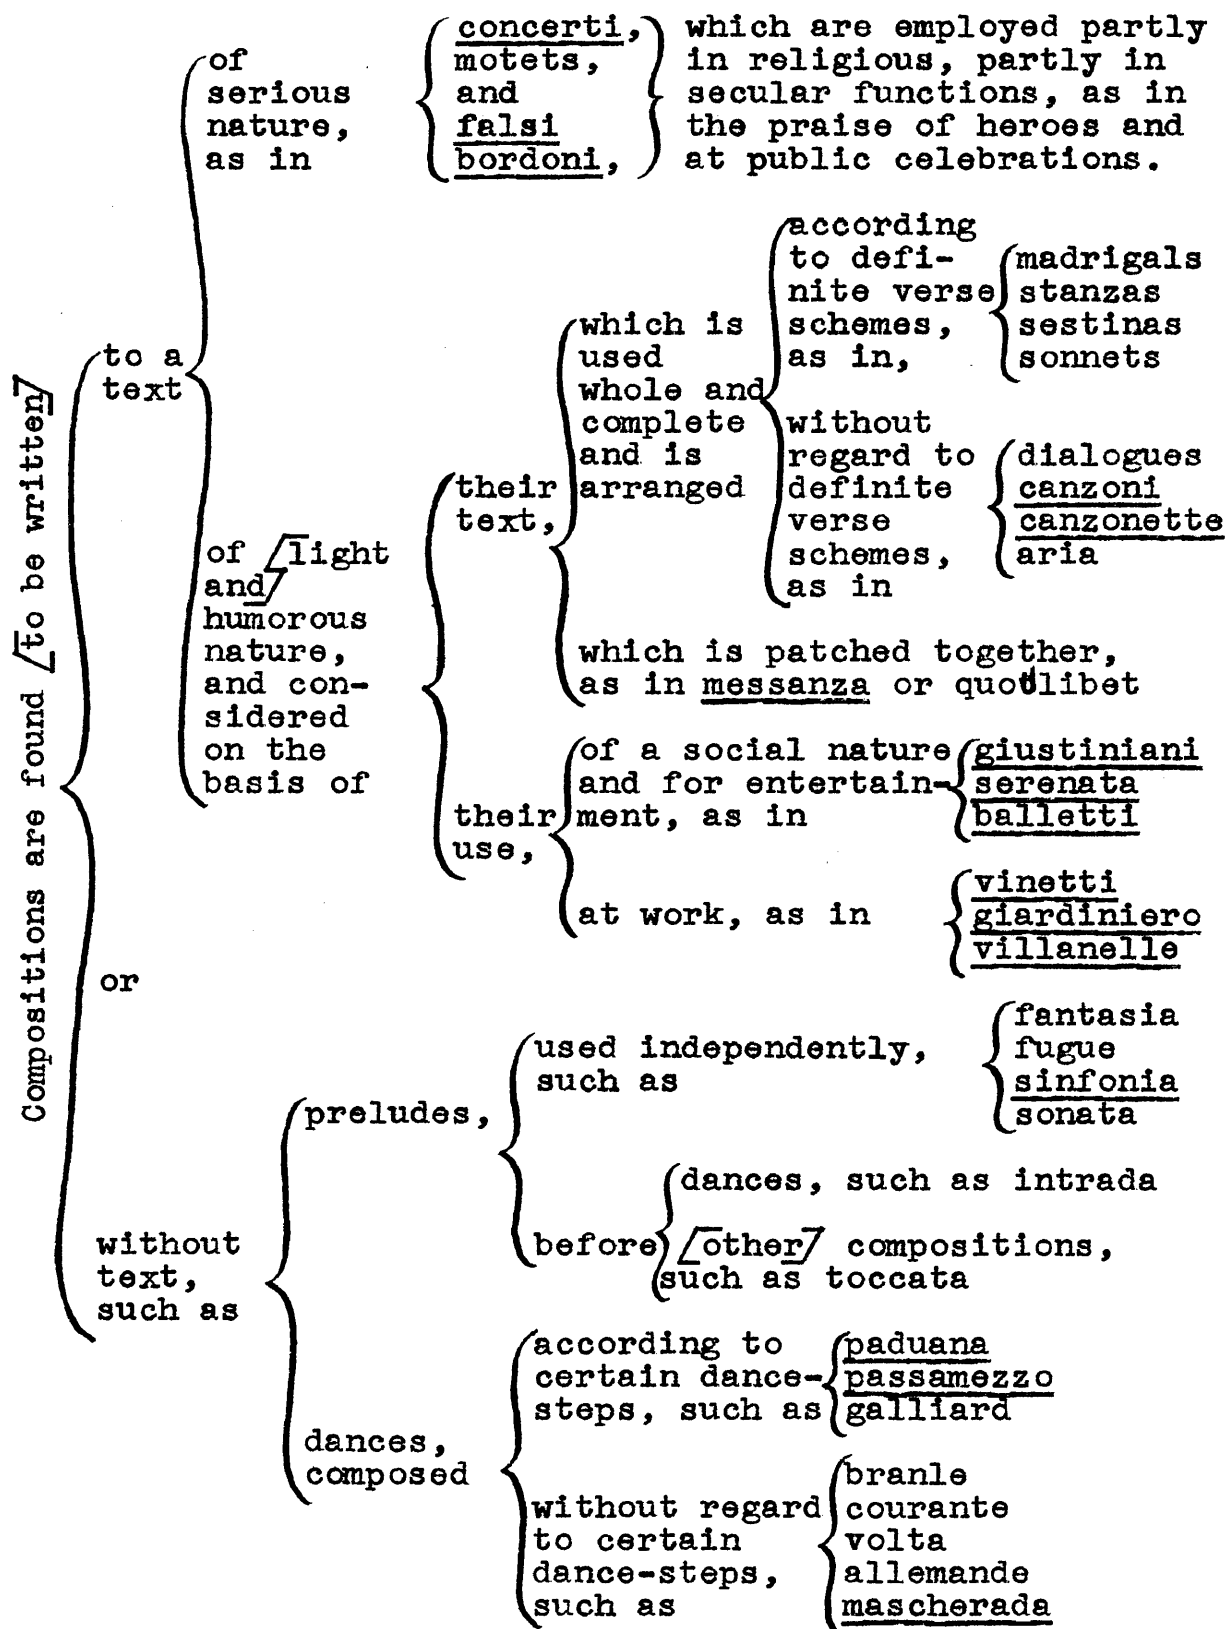 Compositions are found [to be written]
to a
text
of
serious
nature,
as in
concerti,
motets,
and
falsi
bordoni,
which are employed partly
in religious, partly in
secular functions, as in
the praise of heroes and
at public celebrations.
of [light
and]
humorous
nature,
and con-
sidered
on the
basis of
their
text,
which is
used
whole and
complete
and is
arranged
according
to defi-
nite verse
schemes,
as in,
madrigals
stanzas
sestinas
sonnets
without
regard to
definite
verse
schemes,
as in
dialogues
canzoni
canzonette
aria
which is patched together,
as in messanza or quodlibet
their
use,
of a social nature
and for entertain-
ment, as in
giustiniani
serenata
balletti
at work, as in
vinetti
giardiniero
villanelle
or
without
text,
such as
preludes,
used independently,
such as
fantasia
fugue
sinfonia
sonata
before
dances, such as intrada
[other] compositions,
such as toccata
dances,
composed
according to
certain dance-
steps, such as
paduana
passamezzo
galliard
without regard
to certain
dance-steps,
such as
branle
courante
volta
allemande
mascherada